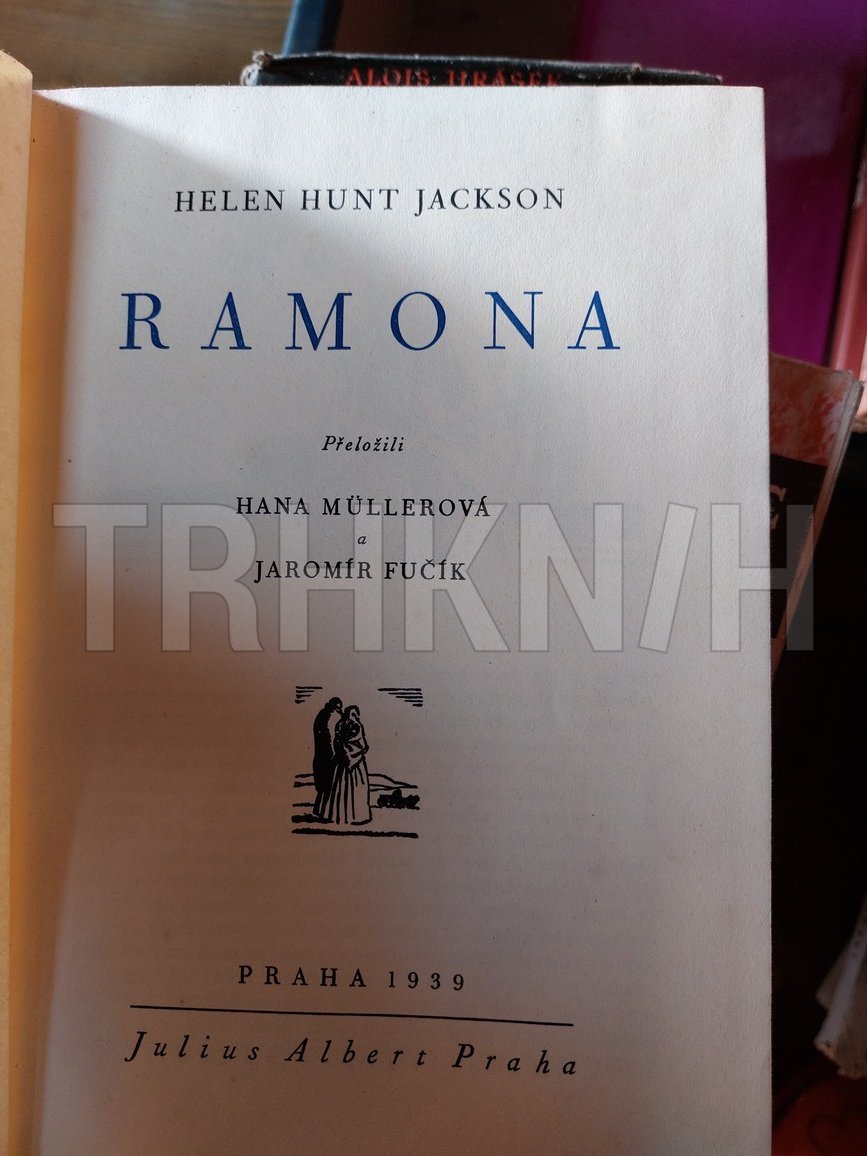 ALOIS JIRÁSEK
HELEN HUNT JACKSON
RAMONA
Přeložili
HANA MÜLLEROVÁ
a
JAROMÍR FUČÍK
TRHKNIH
PRAHA 1939
Julius Albert Praha